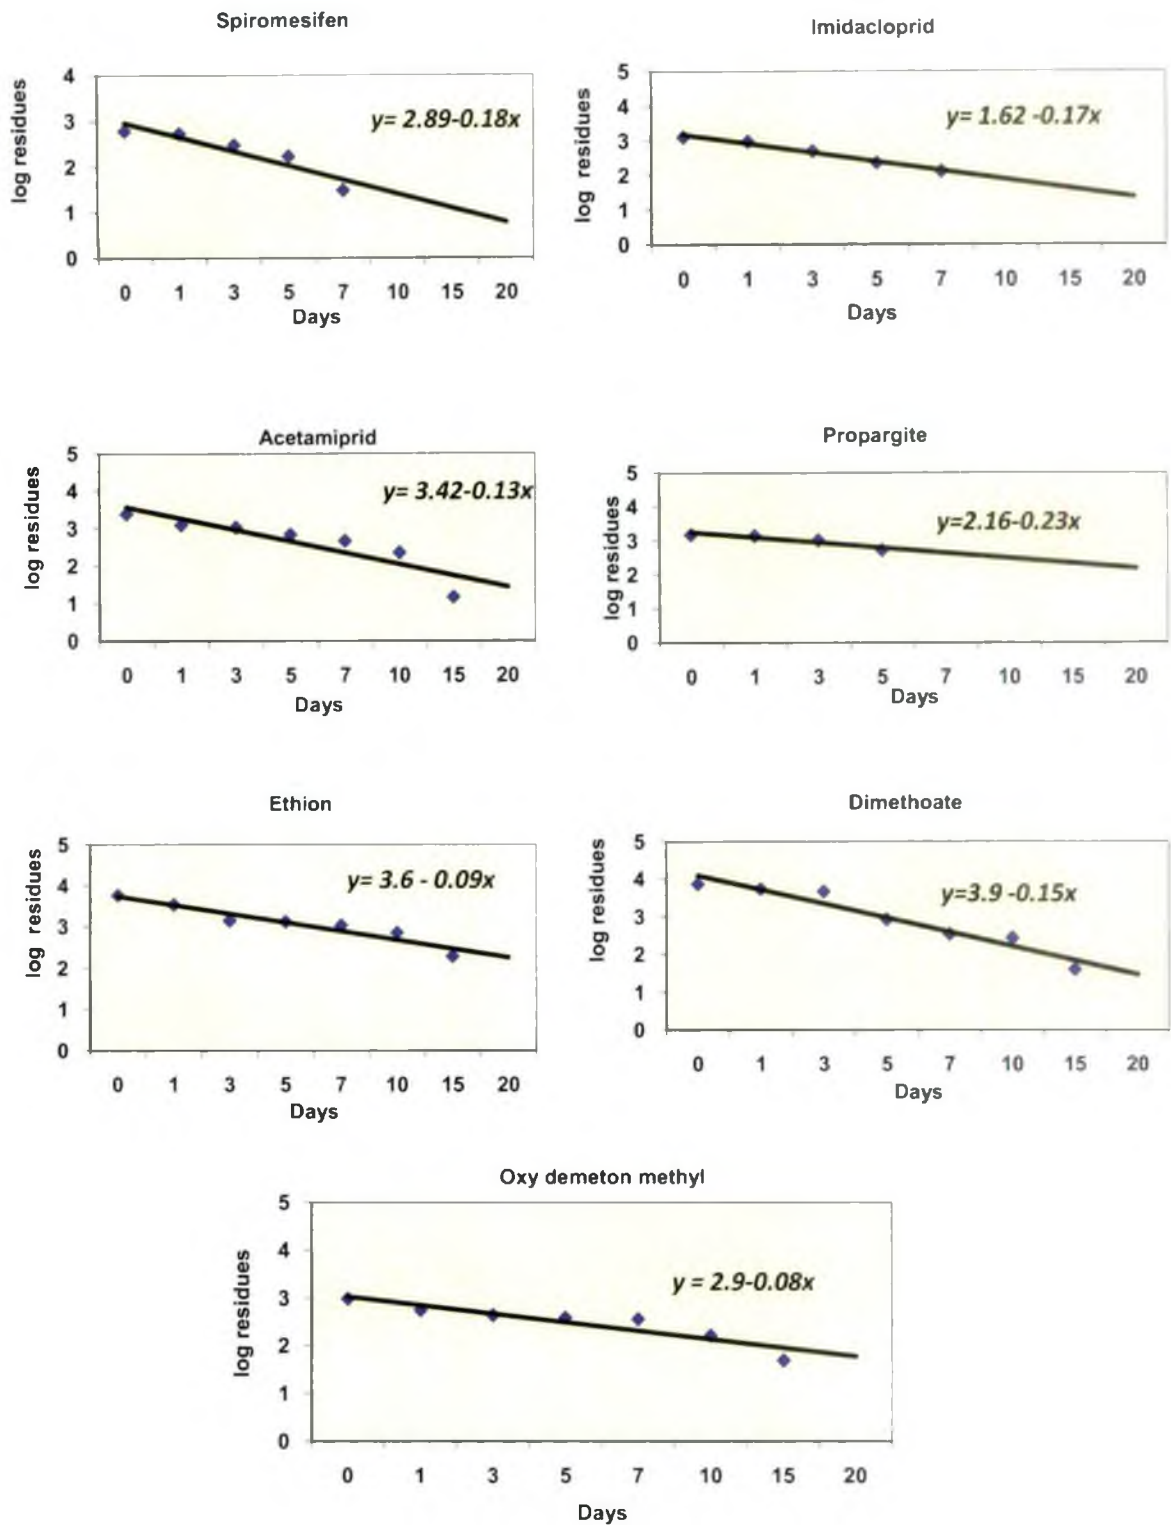 Spiromesifen
log residues
4
3
2
1
0
y= 2.89-0.18x
0 1 3 5 7 10 15 20
Days
Imidacloprid
log residues
5
4
3
2
1
0
y= 1.62 -0.17x
0 1 3 5 7 10 15 20
Days
Acetamiprid
log residues
5
4
3
2
1
0
y= 3.42-0.13x
0 1 3 5 7 10 15 20
Days
Propargite
log residues
5
4
3
2
1
0
y=2.16-0.23x
0 1 3 5 7 10 15 20
Days
Ethion
log residues
5
4
3
2
1
0
y= 3.6 - 0.09x
0 1 3 5 7 10 15 20
Days
Dimethoate
log residues
5
4
3
2
1
0
y=3.9 -0.15x
0 1 3 5 7 10 15 20
Days
Oxy demeton methyl
log residues
5
4
3
2
1
0
y = 2.9-0.08x
0 1 3 5 7 10 15 20
Days